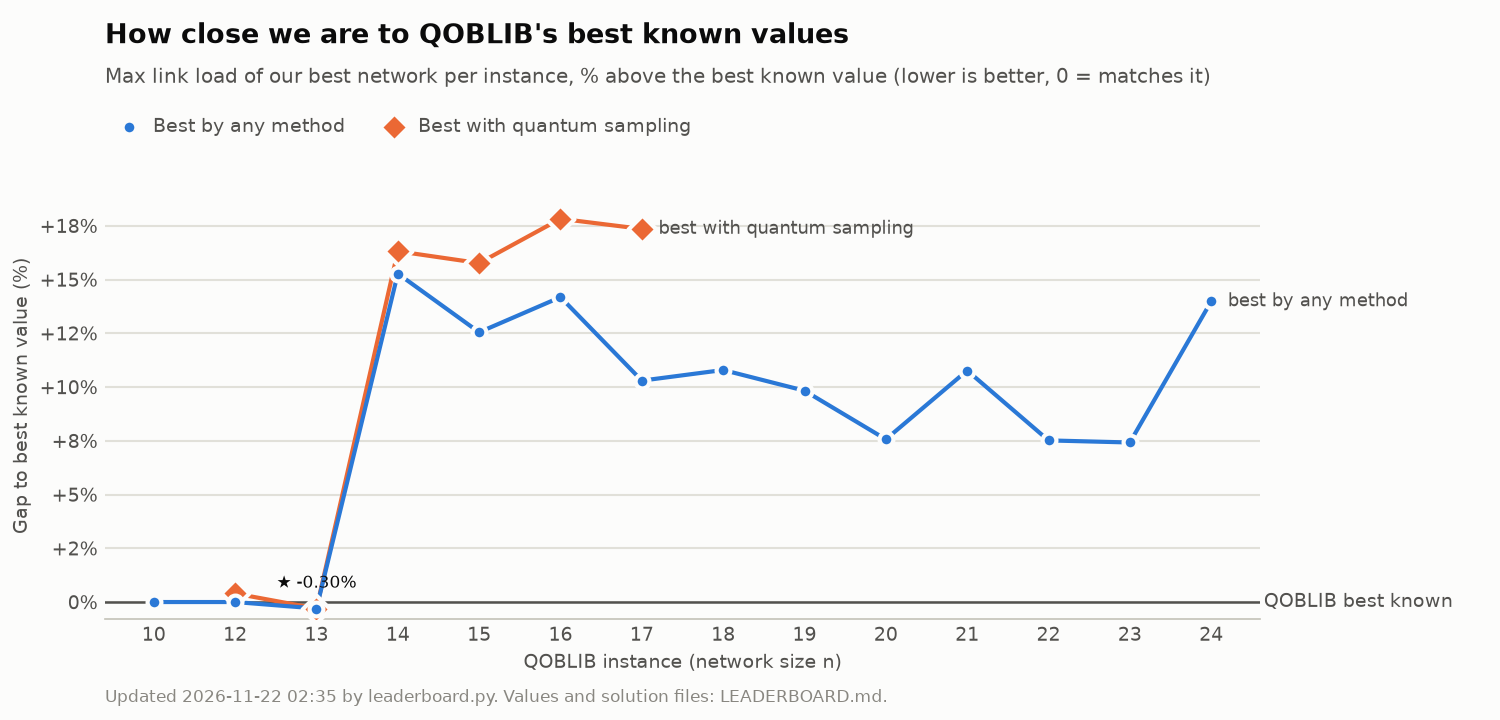 How close we are to QOBLIB's best known values
Max link load of our best network per instance, % above the best known value (lower is better, 0 = matches it)
Best by any method
Best with quantum sampling
+18%
best with quantum sampling
+15%
best by any method
+12%
+10%
+8%
+5%
+2%
★ -0.30%
0%
QOBLIB best known
Gap to best known value (%)
10 12 13 14 15 16 17 18 19 20 21 22 23 24
QOBLIB instance (network size n)
Updated 2026-11-22 02:35 by leaderboard.py. Values and solution files: LEADERBOARD.md.